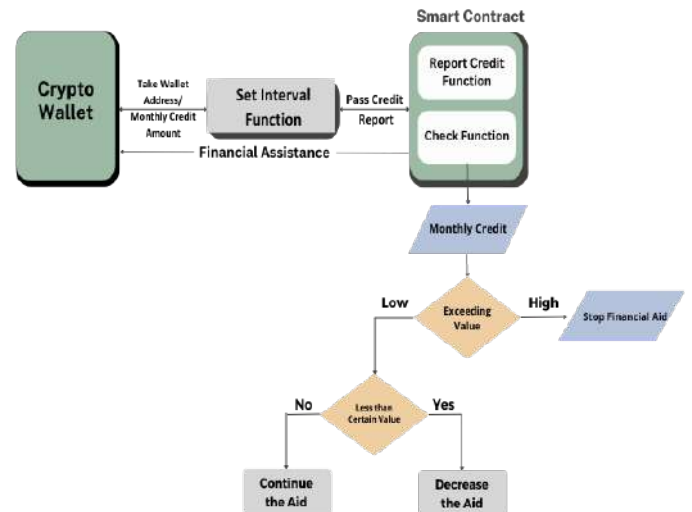 Smart Contract
Crypto
Wallet
Take Wallet
Address/
Monthly Credit
Amount
Set Interval
Function
Pass Credit
Report
Report Credit
Function
Check Function
Financial Assistance
Monthly Credit
Low
Exceeding
Value
High
Stop Financial Aid
No
Less than
Certain Value
Yes
Continue
the Aid
Decrease
the Aid